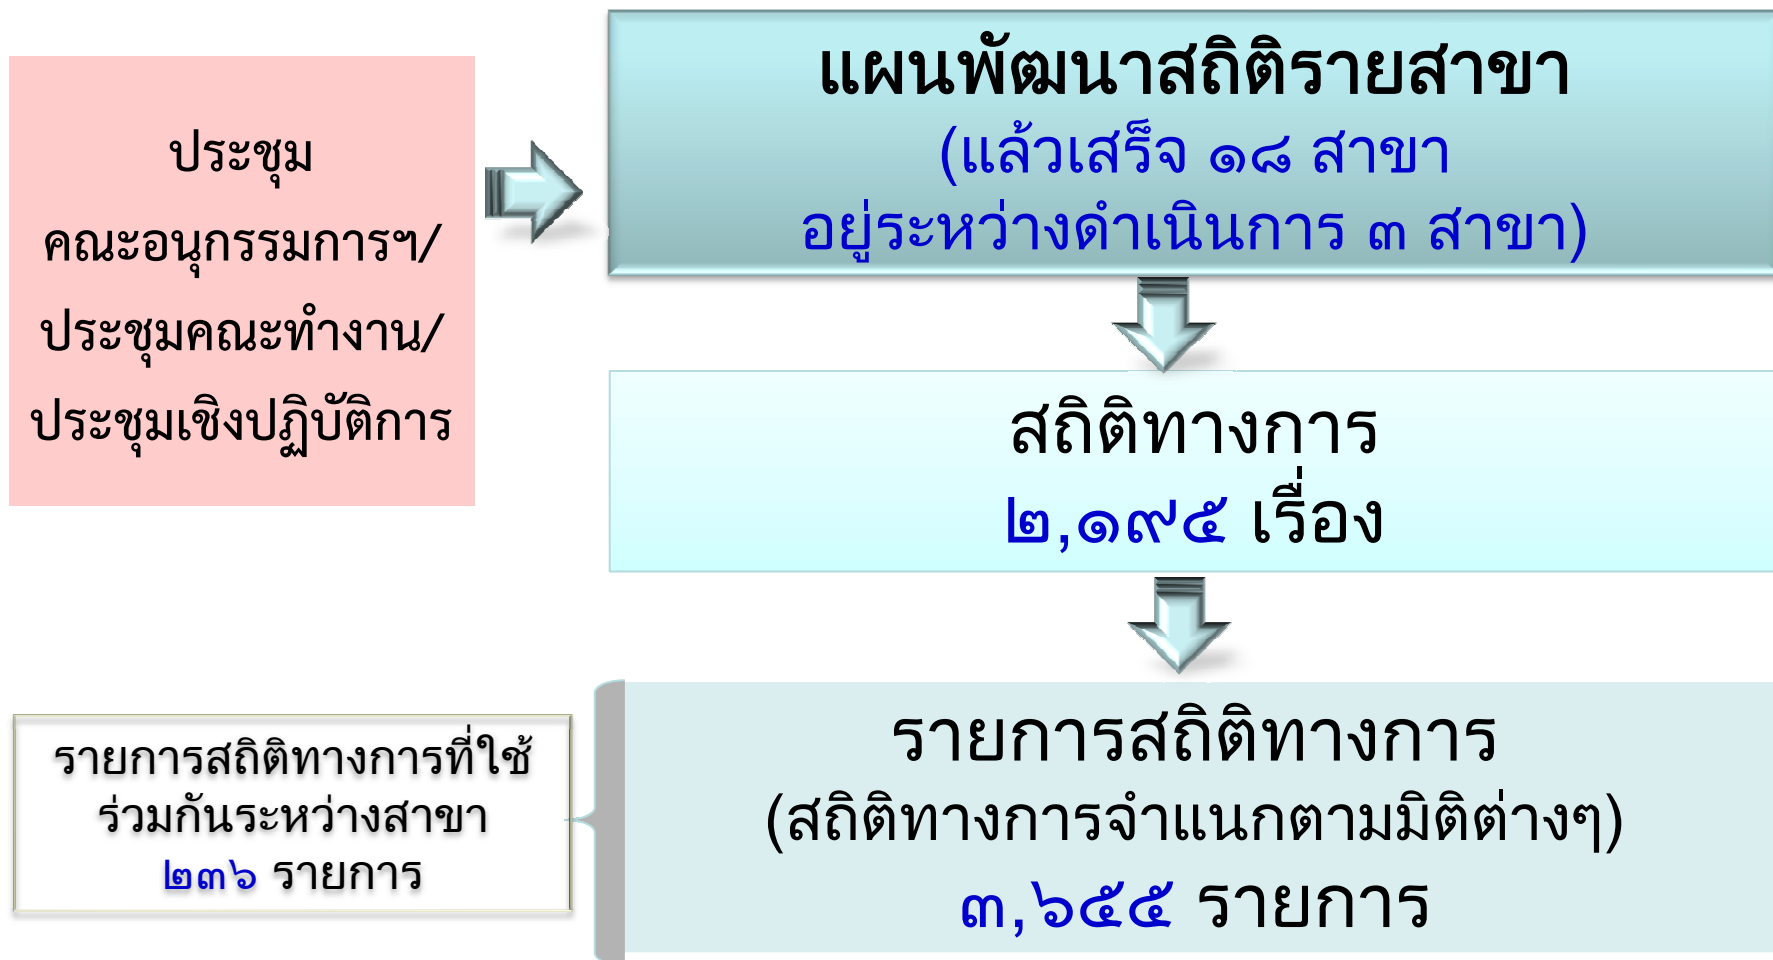 ประชุม
คณะอนุกรรมการฯ/
ประชุมคณะทำงาน/
ประชุมเชิงปฏิบัติการ
แผนพัฒนาสถิติรายสาขา
(แล้วเสร็จ ๑๘ สาขา
อยู่ระหว่างดำเนินการ ๓ สาขา)
สถิติทางการ
๒,๑๙๕ เรื่อง
รายการสถิติทางการ
(สถิติทางการจำแนกตามมิติต่างๆ)
๓,๖๕๕ รายการ
รายการสถิติทางการที่ใช้
ร่วมกันระหว่างสาขา
๒๓๖ รายการ